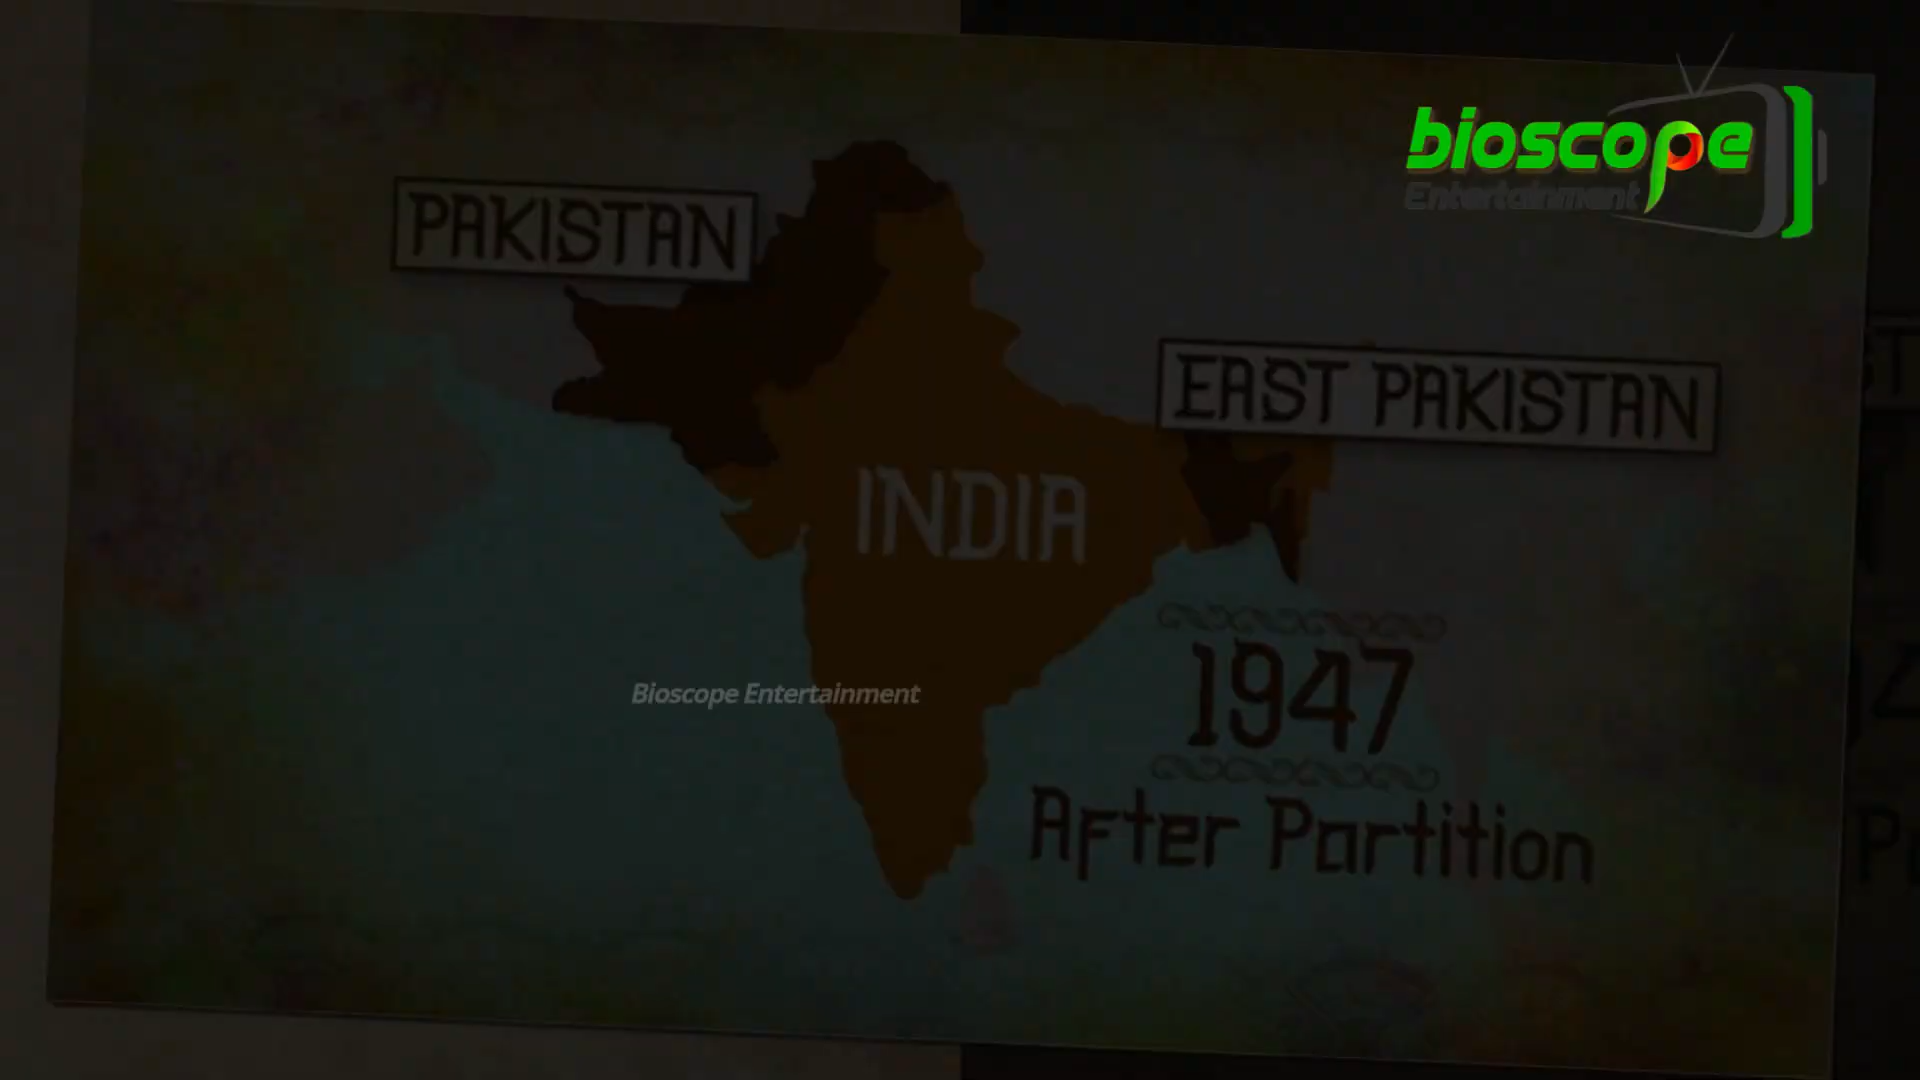 bioscope
Entertainment
PAKISTAN
EAST PAKISTAN
INDIA
1947
Bioscope Entertainment
After Partition